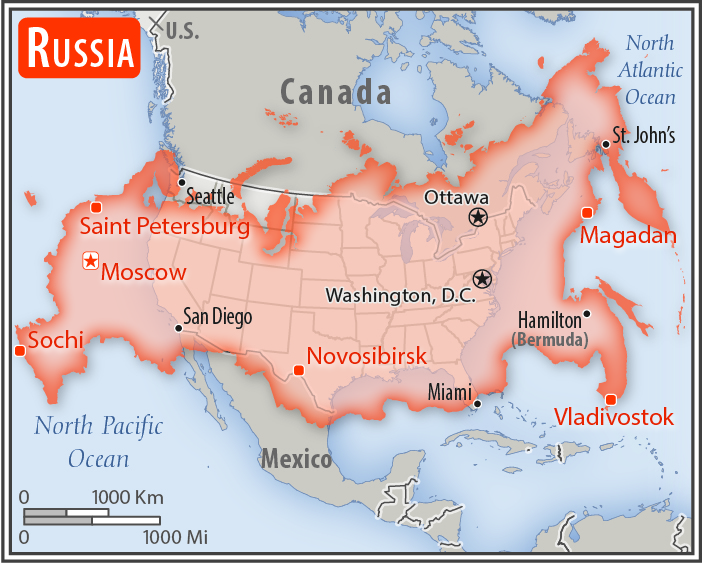 RUSSIA
U.S.
Canada
North
Atlantic
Ocean
St. John's
Seattle
Ottawa
Saint Petersburg
Magadan
Moscow
Washington, D.C.
San Diego
Hamilton
(Bermuda)
Sochi
Novosibirsk
Miami
Vladivostok
North Pacific
Ocean
Mexico
0 1000 Km
0 1000 Mi